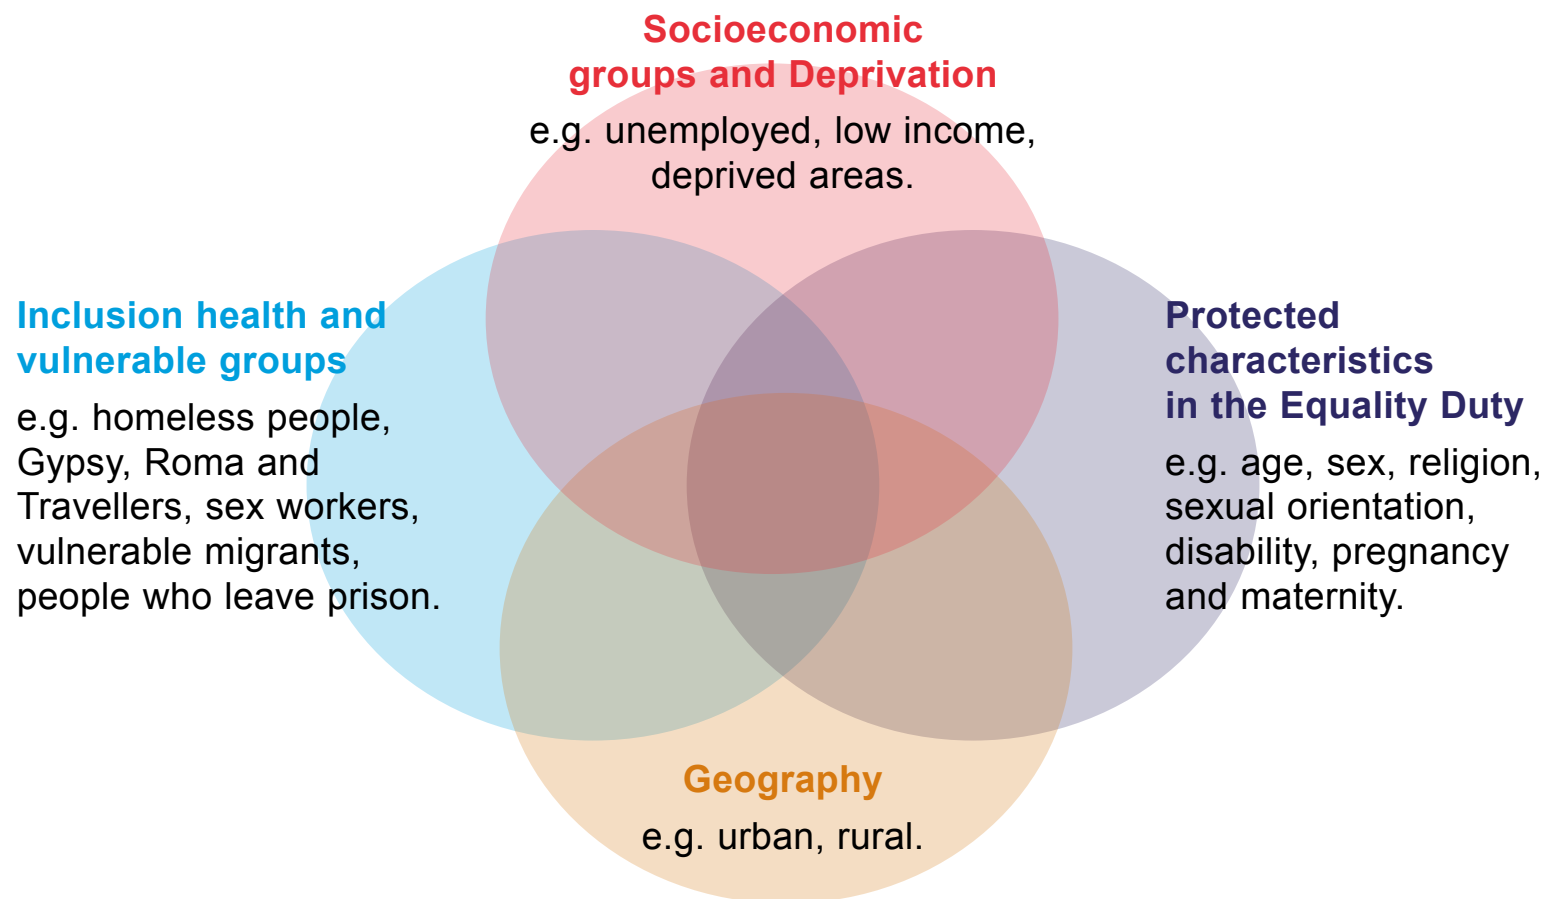 Socioeconomic
groups and Deprivation
e.g. unemployed, low income,
deprived areas.
Inclusion health and
vulnerable groups
e.g. homeless people,
Gypsy, Roma and
Travellers, sex workers,
vulnerable migrants,
people who leave prison.
Protected
characteristics
in the Equality Duty
e.g. age, sex, religion,
sexual orientation,
disability, pregnancy
and maternity.
Geography
e.g. urban, rural.